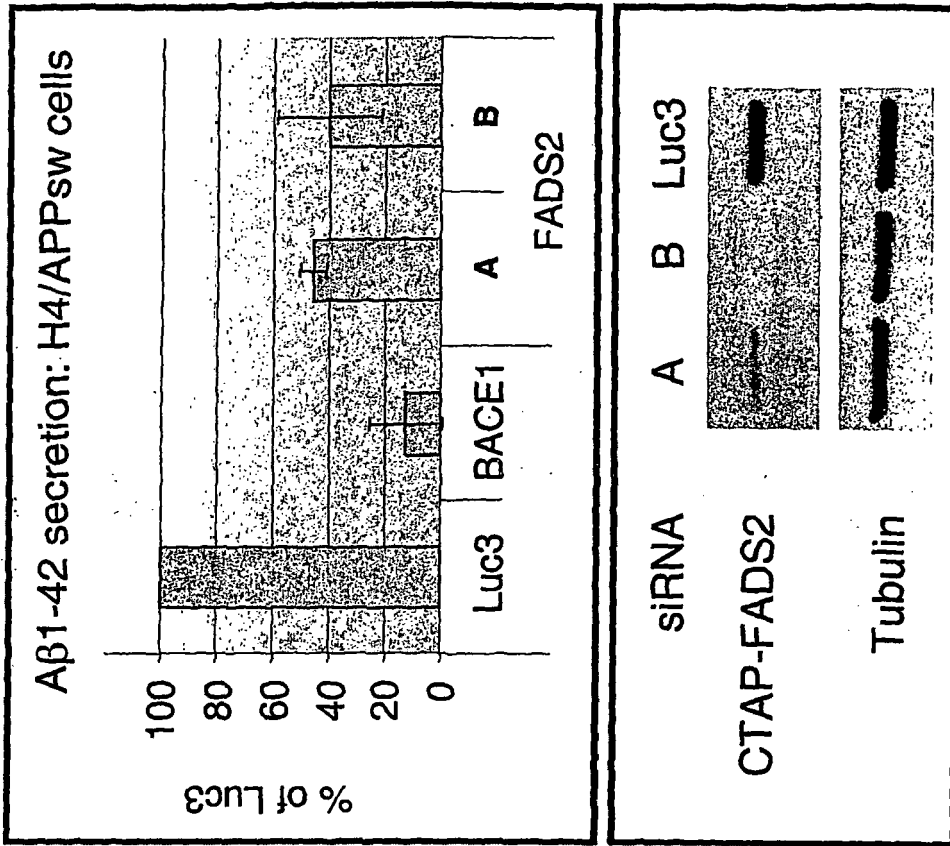 Aβ1-42 secretion: H4/APPsw cells
% of Luc3
100
80
60
40
20
0
Luc3 BACE1 A B
FADS2
siRNA A B Luc3
CTAP-FADS2
Tubulin